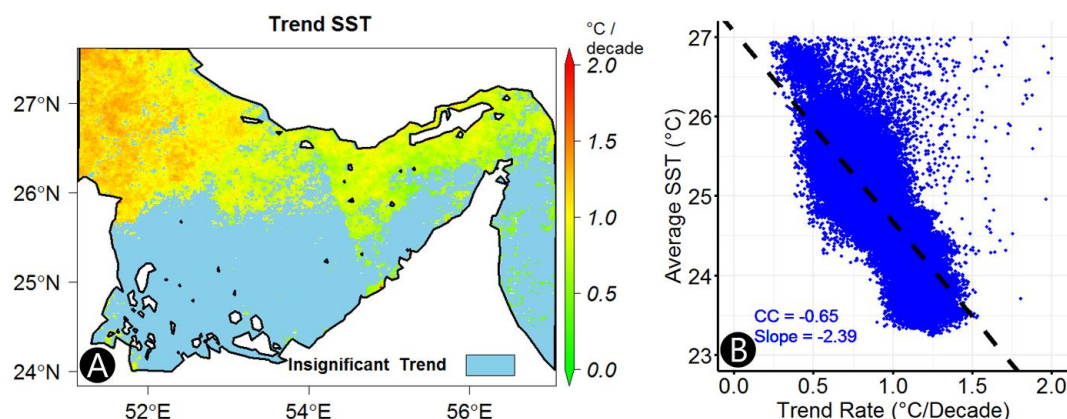 Trend SST
°C /
decade
27°N
26°N
25°N
24°N
52°E
54°E
56°E
2.0
1.5
1.0
0.5
0.0
Insignificant Trend
A
27
26
25
24
23
Average SST (°C)
CC = -0.65
Slope = -2.39
B
0.0
0.5
1.0
1.5
2.0
Trend Rate (°C/Decade)